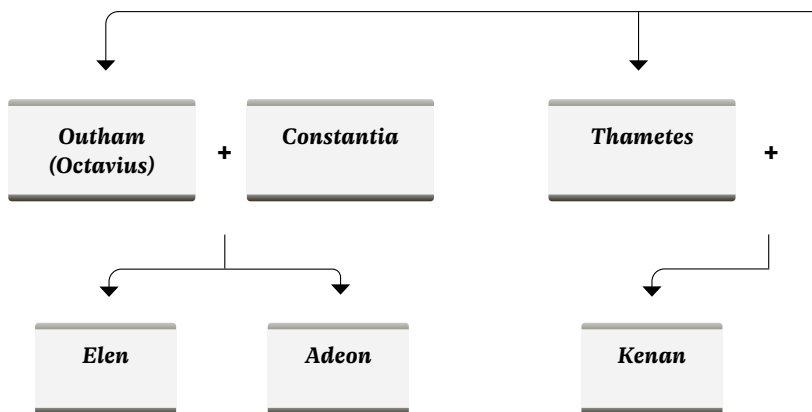 Outham
(Octavius)
+
Constantia
Thametes
+
Elen
Adeon
Kenan